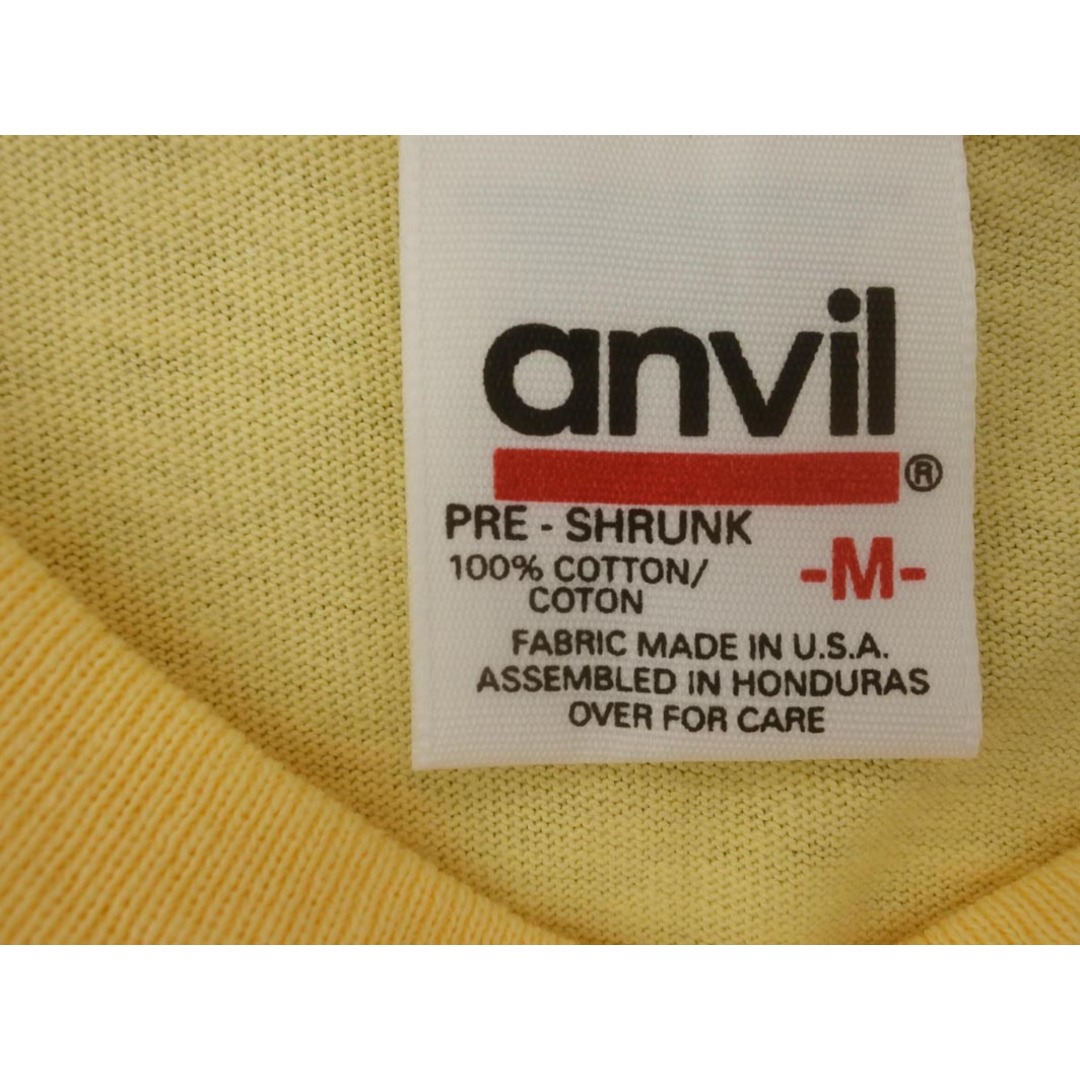 anvil®
PRE - SHRUNK
100% COTTON/
COTON
-M-
FABRIC MADE IN U.S.A.
ASSEMBLED IN HONDURAS
OVER FOR CARE